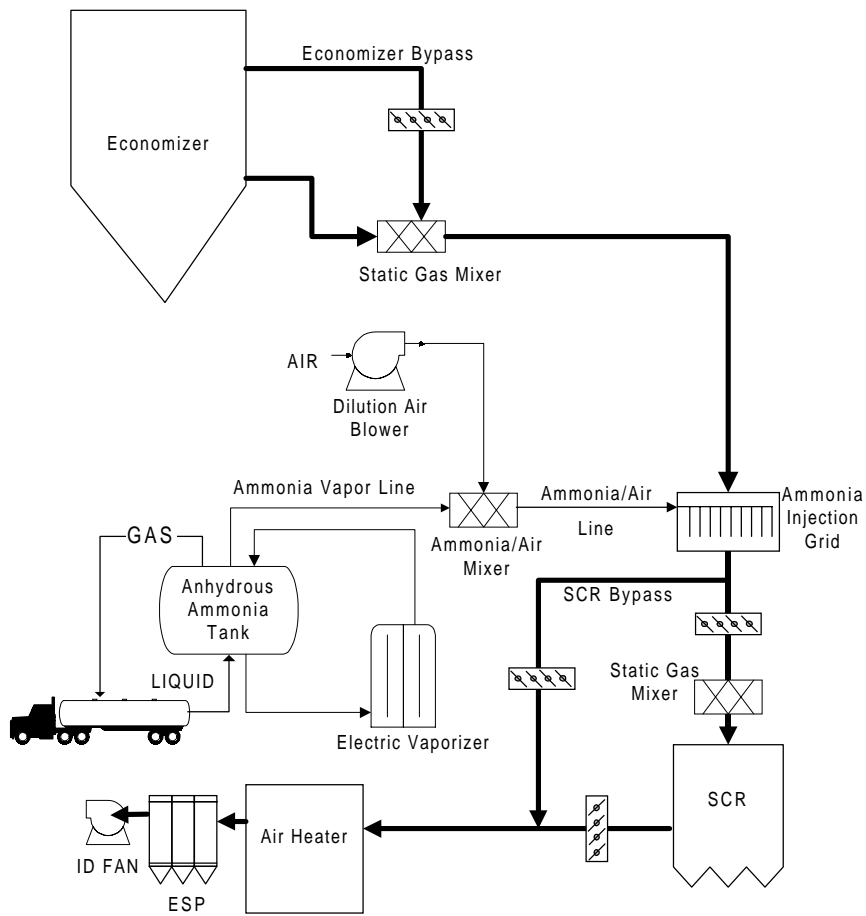 Economizer Bypass
Economizer
Static Gas Mixer
AIR
Dilution Air
Blower
Ammonia Vapor Line
Ammonia/Air
Line
Ammonia
Injection
Grid
Ammonia/Air
Mixer
GAS
Anhydrous
Ammonia
Tank
SCR Bypass
LIQUID
Static Gas
Mixer
Electric Vaporizer
SCR
Air Heater
ID FAN
ESP